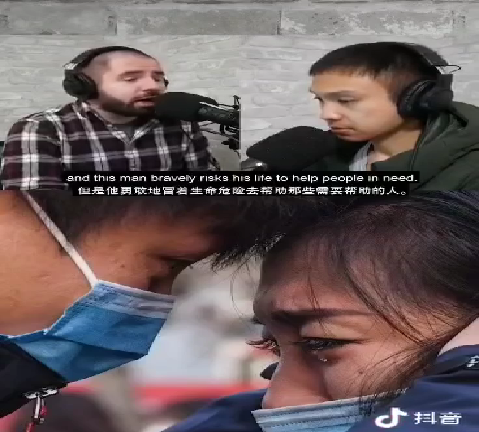 and this man bravely risks his life to help people in need.
但是他勇敢地冒着生命危险去帮助那些需要帮助的人。
抖音